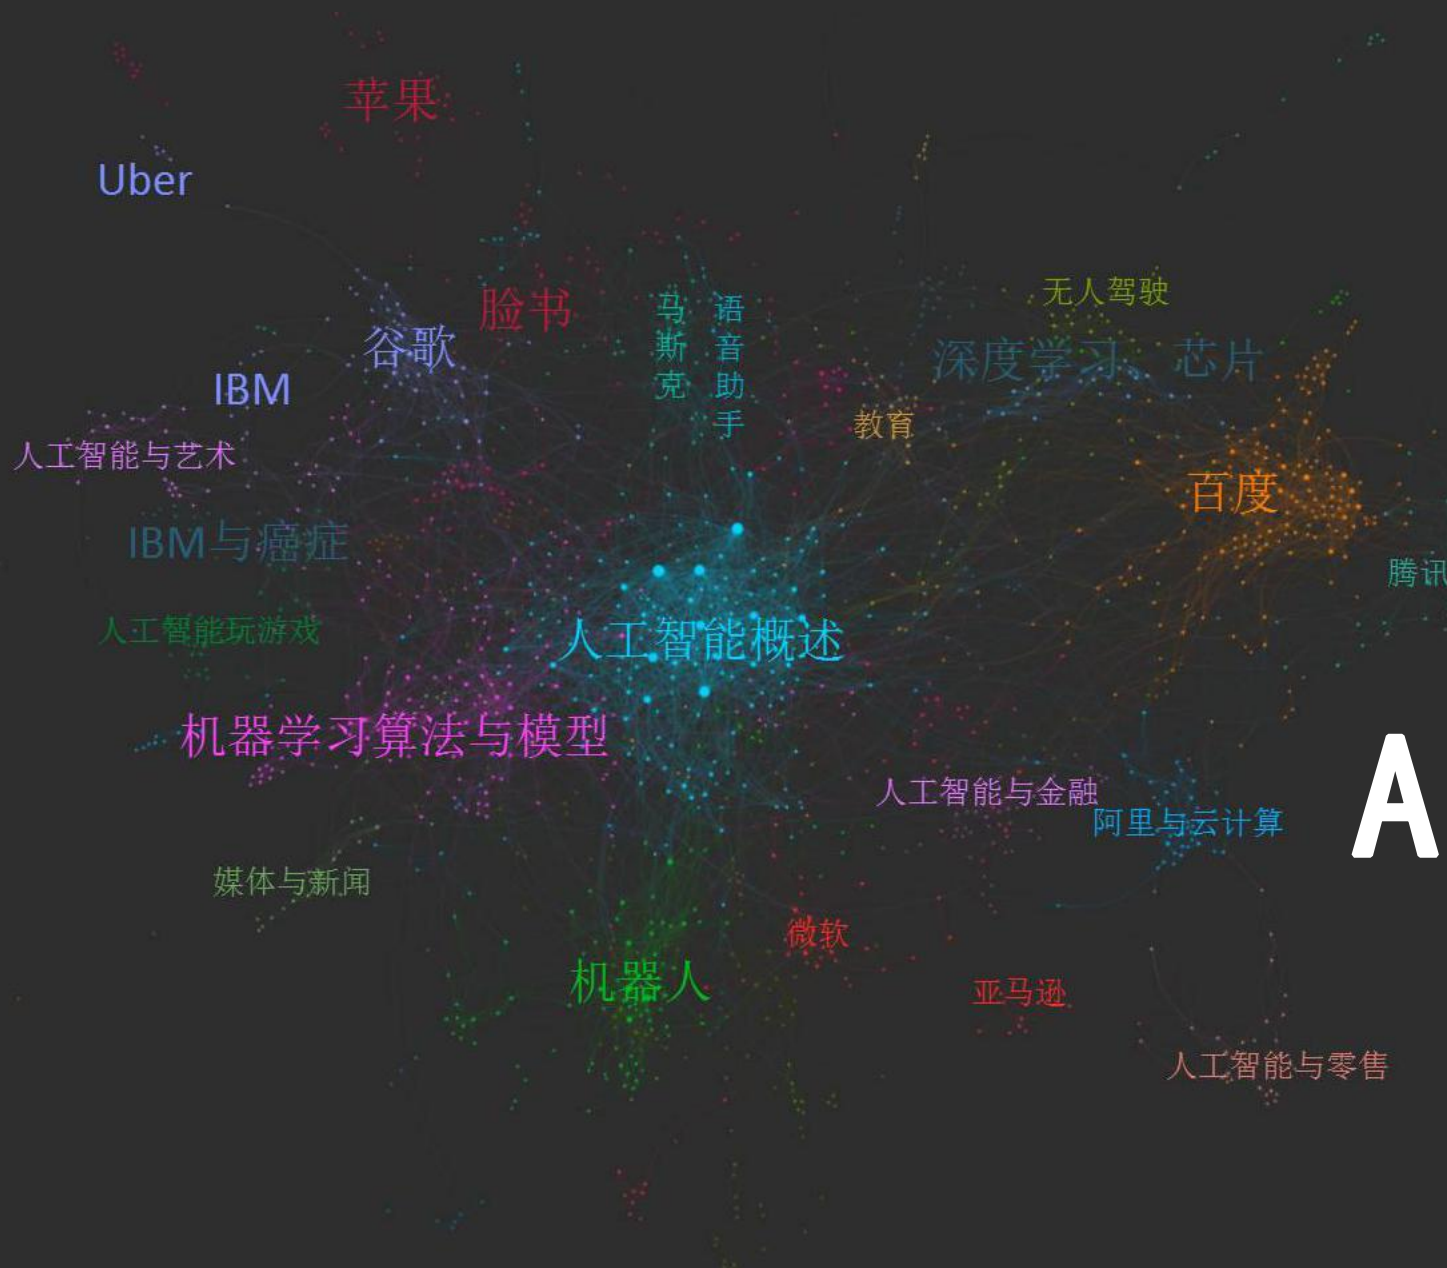 苹果
Uber
无人驾驶
脸书
马斯克
语音助手
谷歌
深度学习、芯片
IBM
教育
人工智能与艺术
百度
IBM与癌症
腾讯
人工智能玩游戏
人工智能概述
机器学习算法与模型
人工智能与金融
A
阿里与云计算
媒体与新闻
微软
机器人
亚马逊
人工智能与零售